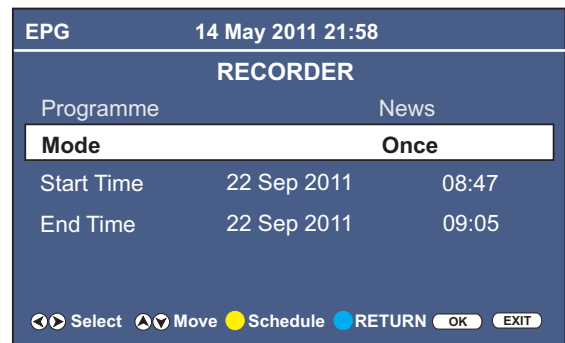 EPG 14 May 2011 21:58
RECORDER
Programme News
Mode Once
Start Time 22 Sep 2011 08:47
End Time 22 Sep 2011 09:05
Select Move Schedule RETURN OK EXIT